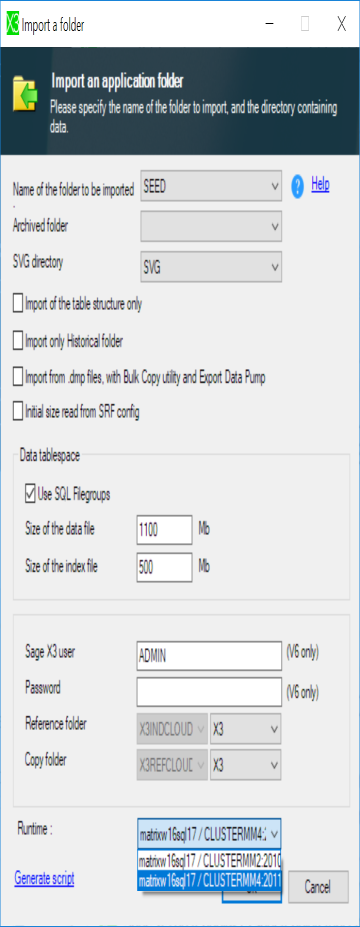 X3 Import a folder
Import an application folder
Please specify the name of the folder to import, and the directory containing
data.
Name of the folder to be imported SEED Help
:
Archived folder
SVG directory SVG
Import of the table structure only
Import only Historical folder
Import from .dmp files, with Bulk Copy utility and Export Data Pump
Initial size read from SRF config
Data tablespace
Use SQL Filegroups
Size of the data file 1100 Mb
Size of the index file 500 Mb
Sage X3 user ADMIN (V6 only)
Password (V6 only)
Reference folder X3INDCLOUD X3
Copy folder X3REFCLOUD X3
Runtime : matrixw16sql17 / CLUSTERMM4:2
matrixw16sql17 / CLUSTERMM2:2010
matrixw16sql17 / CLUSTERMM4:2011
Generate script Cancel